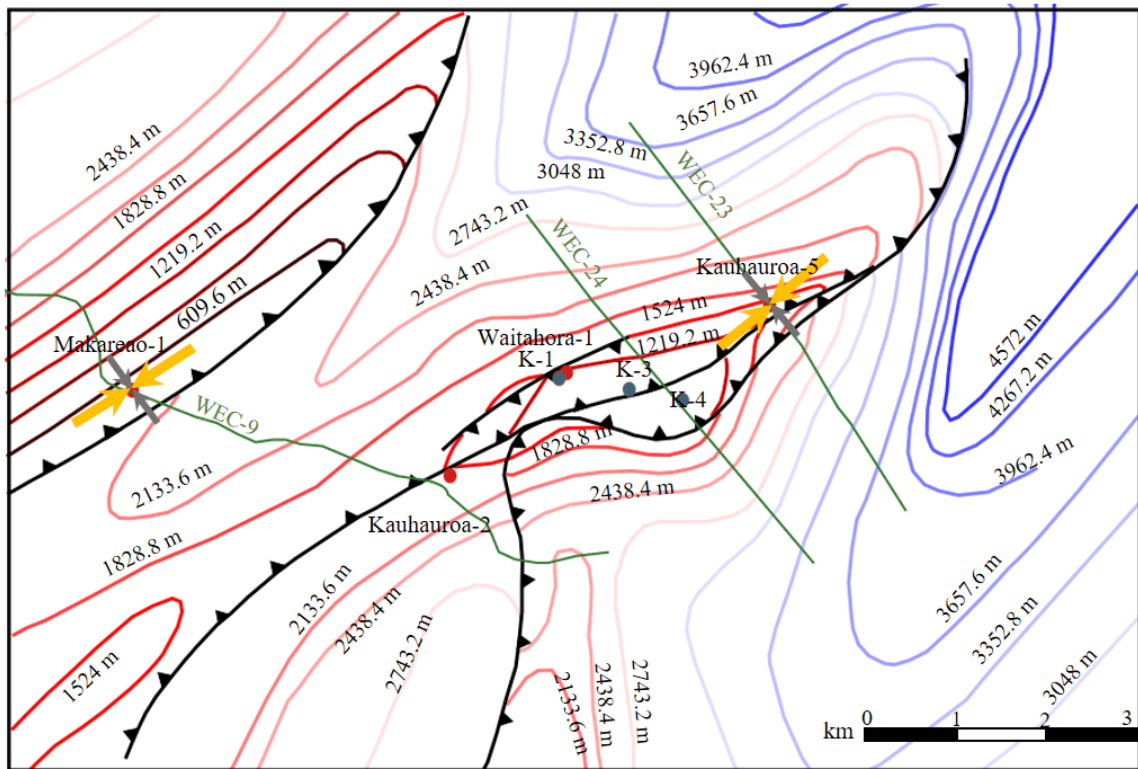 3962.4 m
2438.4 m
3657.6 m
3352.8 m
3048 m
1828.8 m
WEC-23
2743.2 m
1219.2 m
WEC-24
2438.4 m
Kauhauroa-5
609.6 m
1524 m
Makareao-1
Waitahora-1
1219.2 m
K-1
K-3
4572 m
K-4
4267.2 m
WEC-9
1828.8 m
2133.6 m
2438.4 m
3962.4 m
Kauhauroa-2
1828.8 m
2133.6 m
3657.6 m
2438.4 m
3352.8 m
2743.2 m
1524 m
3048 m
2133.6 m
2438.4 m
2743.2 m
km
0 1 2 3